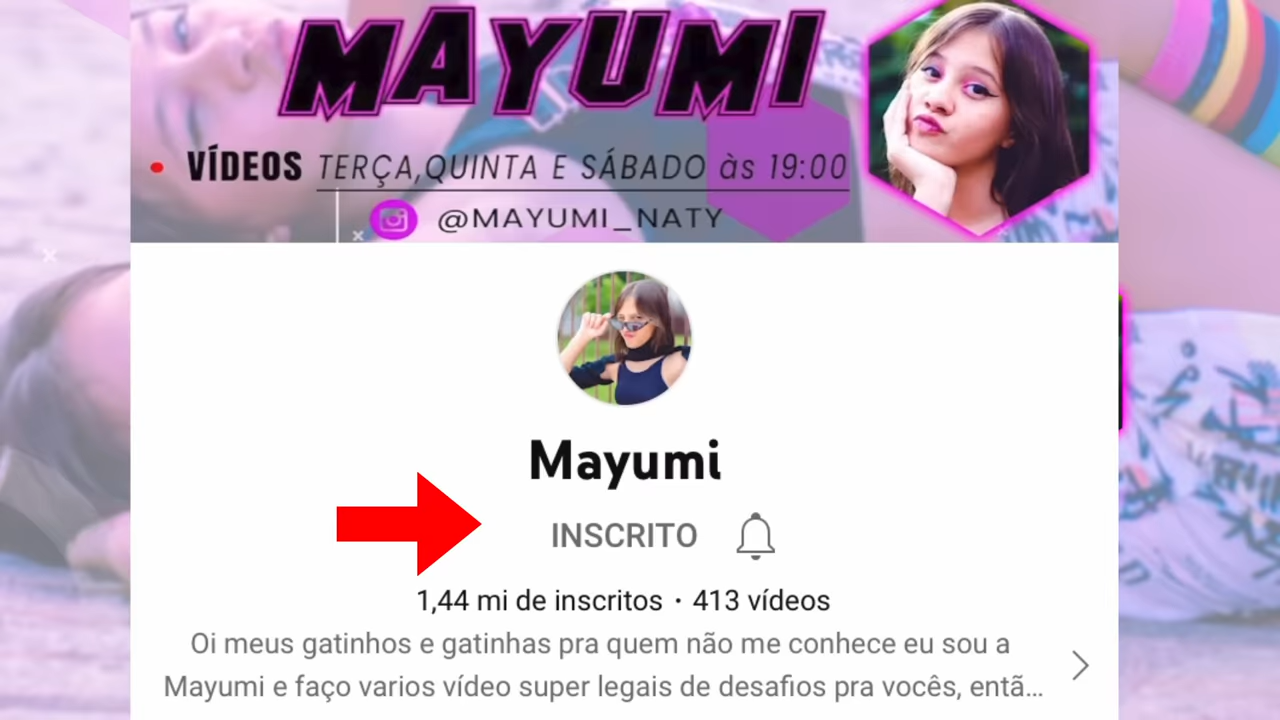 MAYUMI
VÍDEOS TERÇA,QUINTA E SÁBADO às 19:00
@MAYUMI_NATY
Mayumi
INSCRITO
1,44 mi de inscritos · 413 vídeos
Oi meus gatinhos e gatinhas pra quem não me conhece eu sou a
Mayumi e faço varios vídeo super legais de desafios pra vocês, entã...